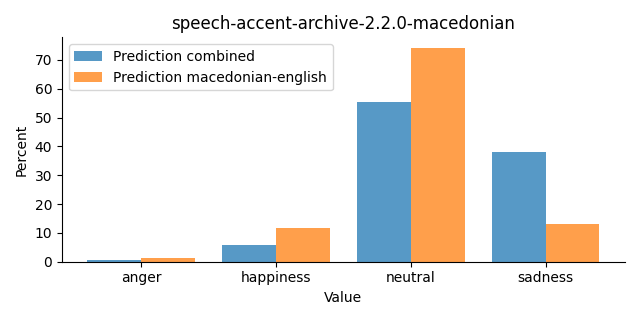 speech-accent-archive-2.2.0-macedonian
Prediction combined
Prediction macedonian-english
Percent
70
60
50
40
30
20
10
0
anger happiness neutral sadness
Value